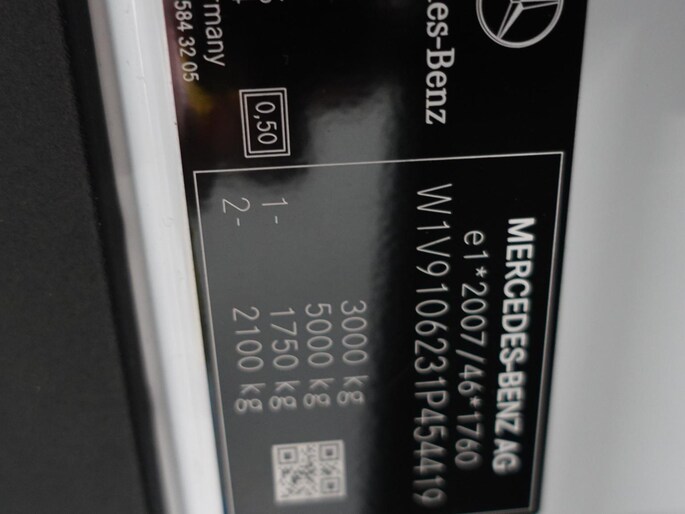 es-Benz
rmany
584 32 05
0,50
MERCEDES-BENZ AG
e1*2007/46*1760
W1V9106231P454419
3000 kg
5000 kg
1- 1750 kg
2- 2100 kg